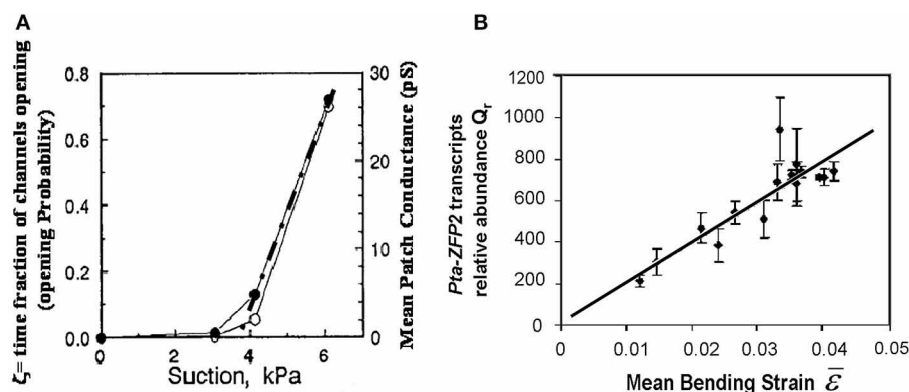 A
ζ= time fraction of channels opening
(opening Probability)
0.8
0.6
0.4
0.2
0.0
0
2
4
6
Suction, kPa
30
20
10
0
Mean Patch Conductance (pS)
B
Pta-ZFP2 transcripts
relative abundance Qr
1200
1000
800
600
400
200
0
0
0.01
0.02
0.03
0.04
0.05
Mean Bending Strain ε̅